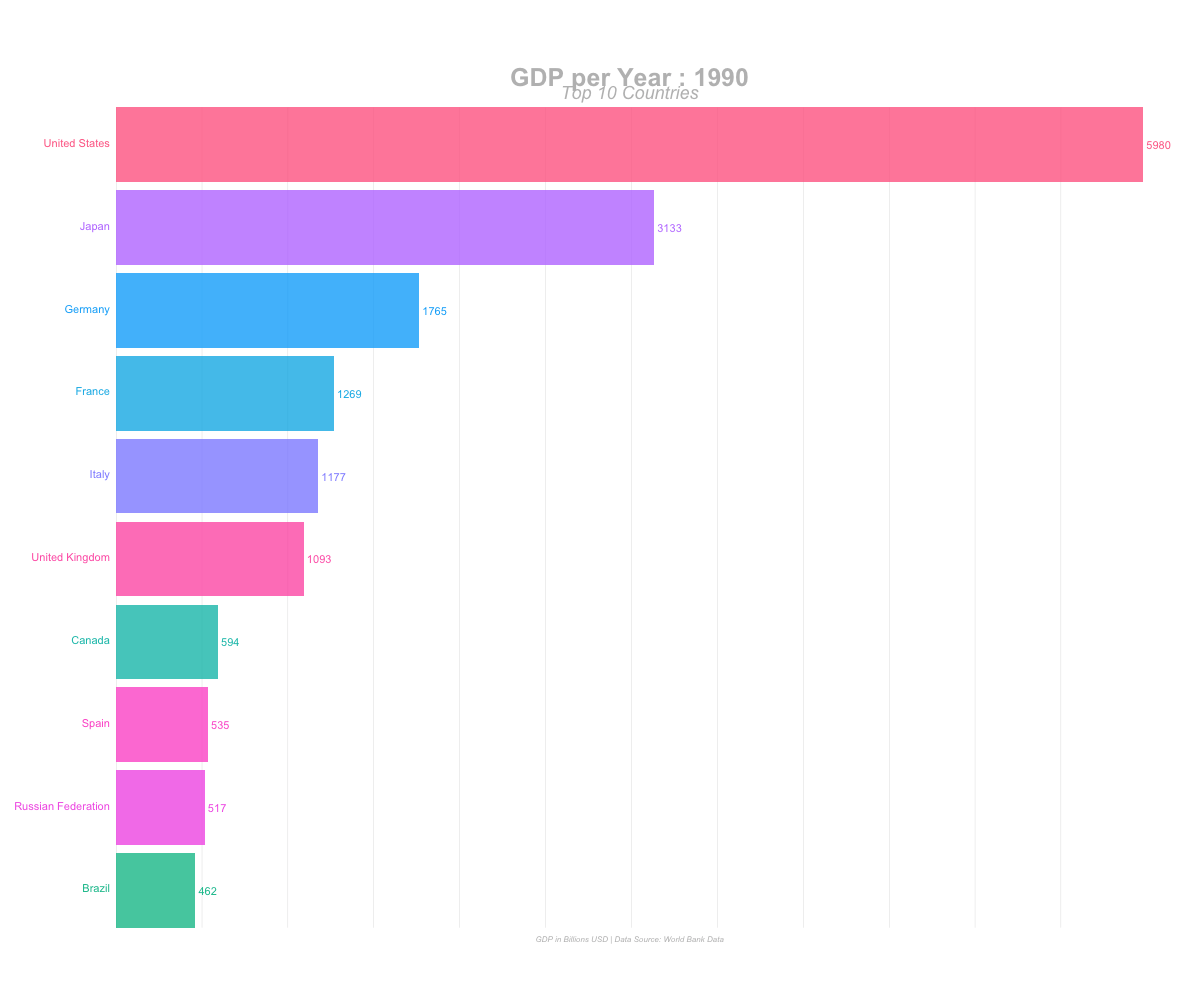 GDP per Year : 1990
Top 10 Countries
United States 5980
Japan 3133
Germany 1765
France 1269
Italy 1177
United Kingdom 1093
Canada 594
Spain 535
Russian Federation 517
Brazil 462
GDP in Billions USD | Data Source: World Bank Data